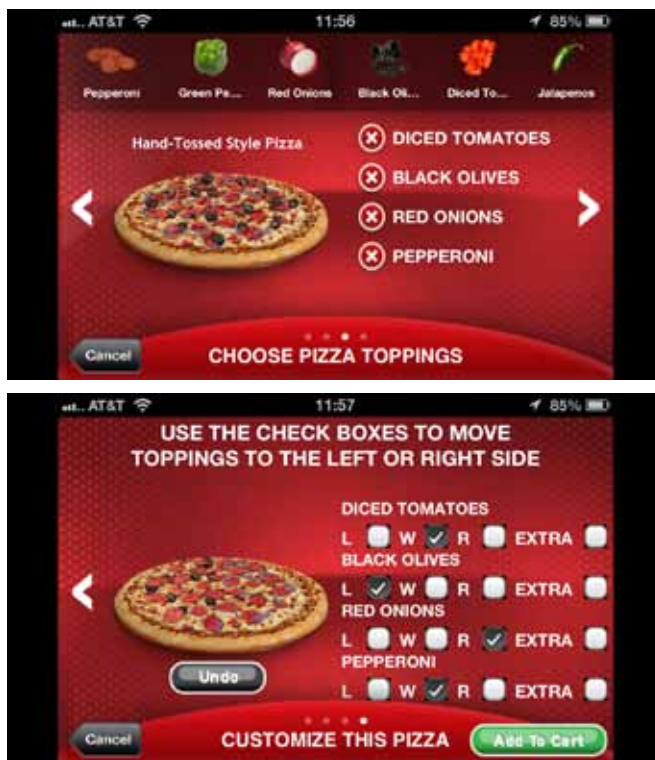 AT&T 11:56 85%
Pepperoni Green Pe... Red Onions Black Oli... Diced To... Jalapenos
Hand-Tossed Style Pizza
DICED TOMATOES
BLACK OLIVES
RED ONIONS
PEPPERONI
Cancel CHOOSE PIZZA TOPPINGS
AT&T 11:57 85%
USE THE CHECK BOXES TO MOVE
TOPPINGS TO THE LEFT OR RIGHT SIDE
DICED TOMATOES
L W R EXTRA
BLACK OLIVES
L W R EXTRA
RED ONIONS
L W R EXTRA
PEPPERONI
L W R EXTRA
Undo
Cancel CUSTOMIZE THIS PIZZA Add To Cart